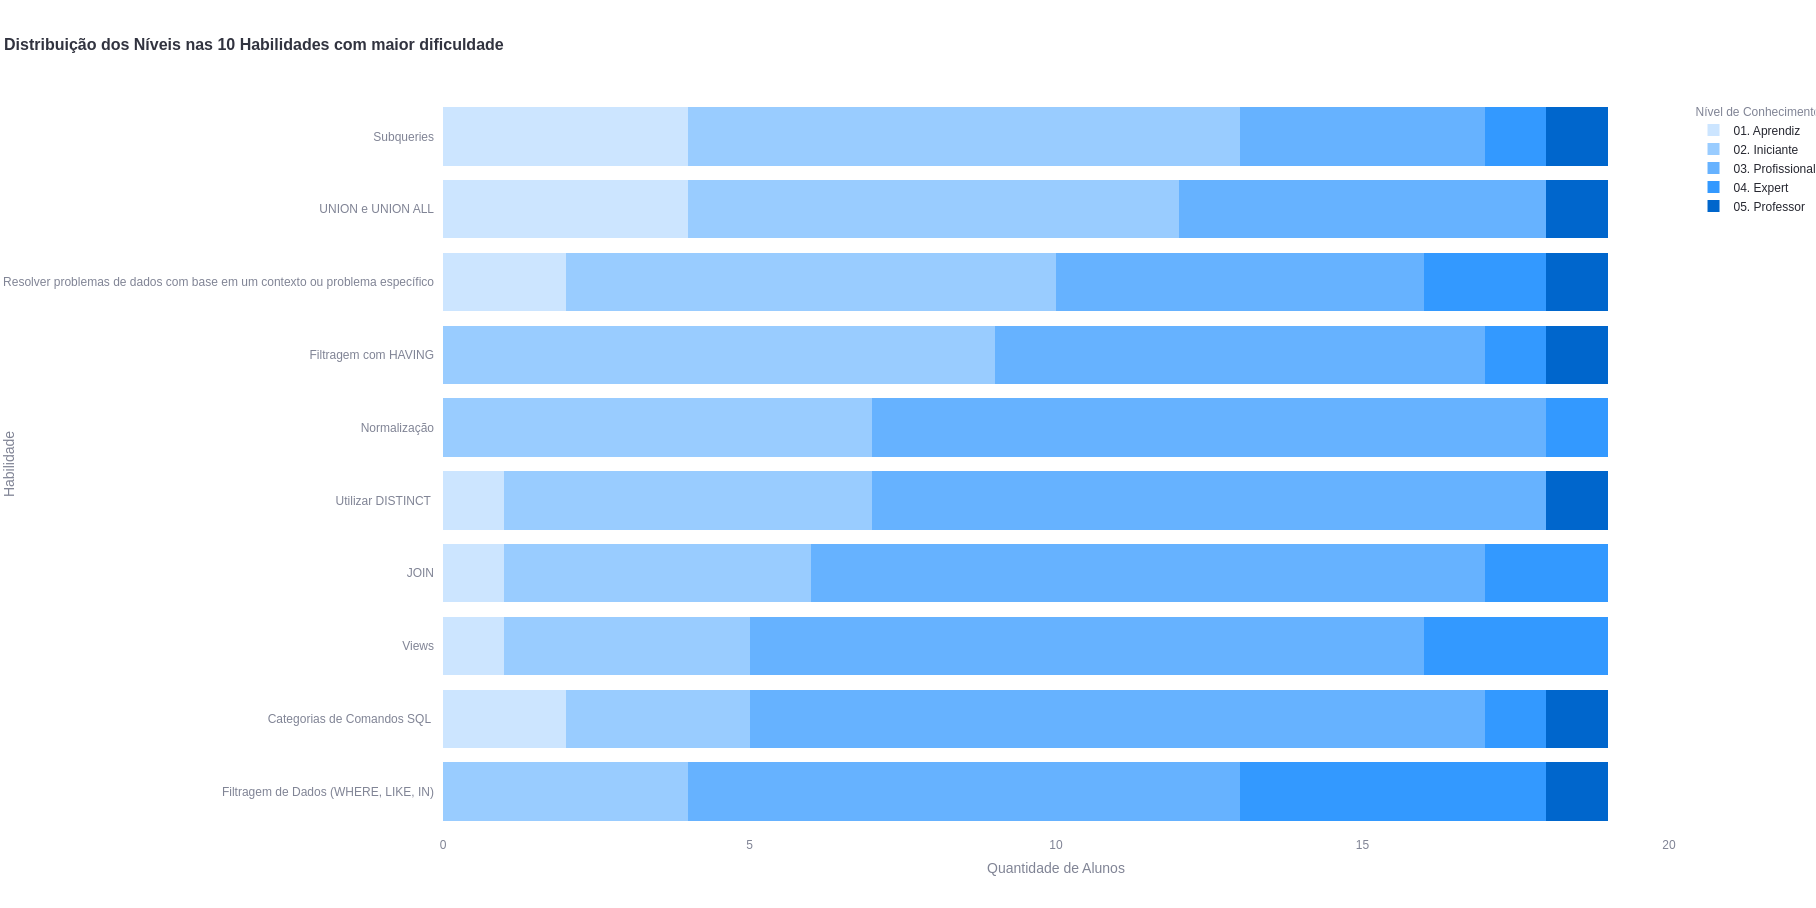 Distribuição dos Níveis nas 10 Habilidades com maior dificuldade
Nível de Conhecimento
01. Aprendiz
02. Iniciante
03. Profissional
04. Expert
05. Professor
Habilidade
Subqueries
UNION e UNION ALL
Resolver problemas de dados com base em um contexto ou problema específico
Filtragem com HAVING
Normalização
Utilizar DISTINCT
JOIN
Views
Categorias de Comandos SQL
Filtragem de Dados (WHERE, LIKE, IN)
0 5 10 15 20
Quantidade de Alunos